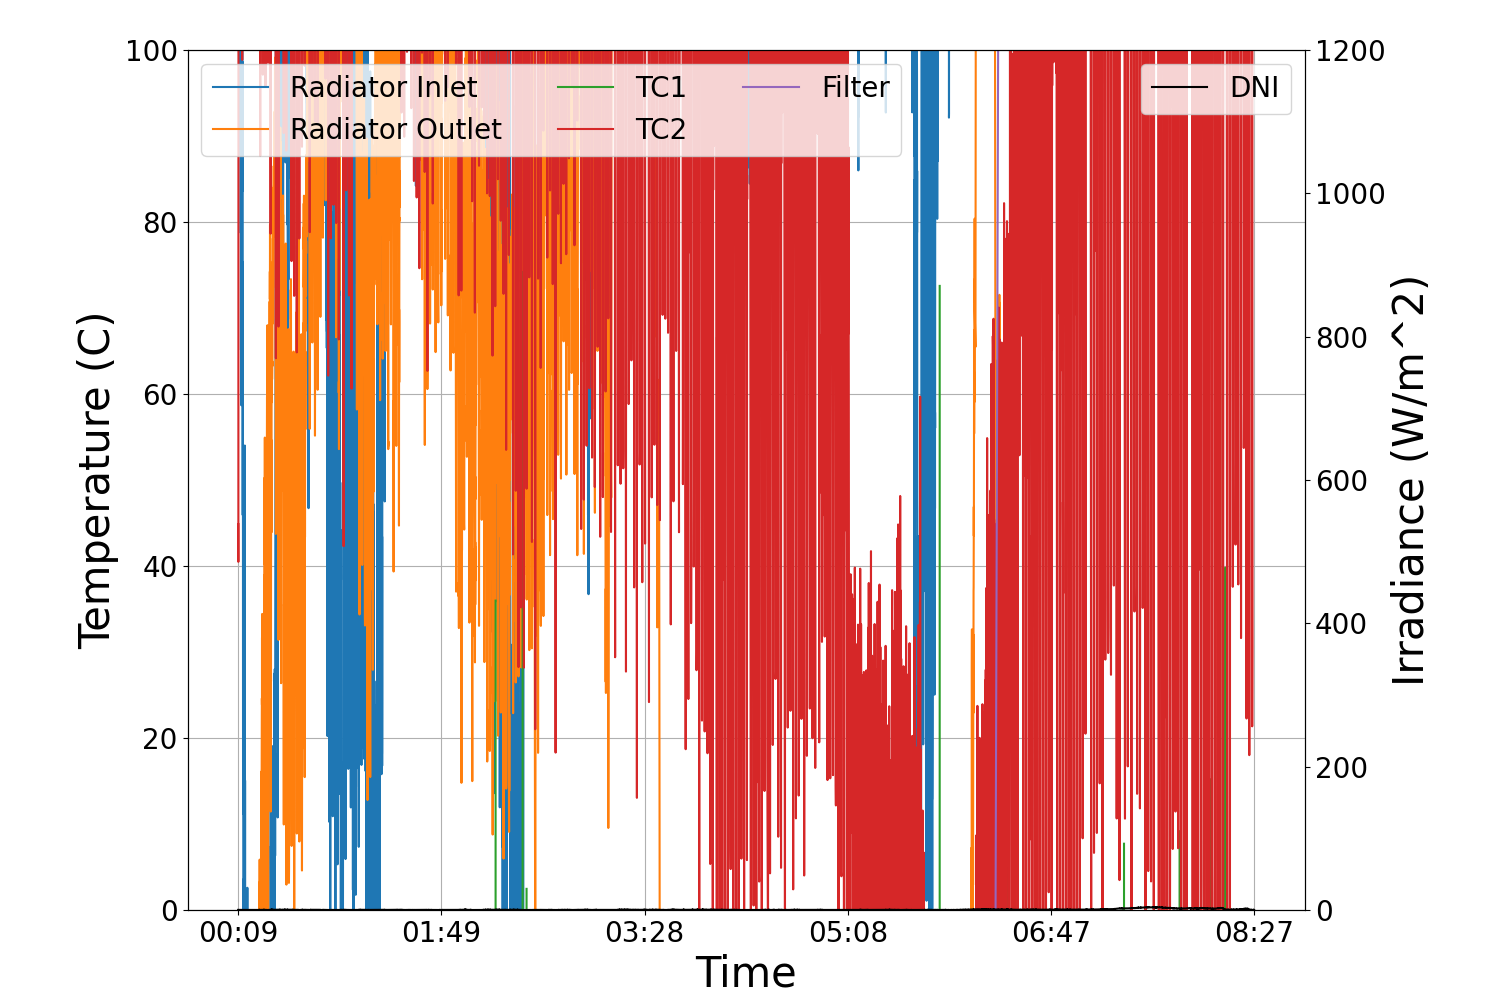 100
80
60
40
20
0
Temperature (C)
Radiator Inlet
Radiator Outlet
TC1
TC2
Filter
DNI
1200
1000
800
600
400
200
0
Irradiance (W/m^2)
00:09 01:49 03:28 05:08 06:47 08:27
Time